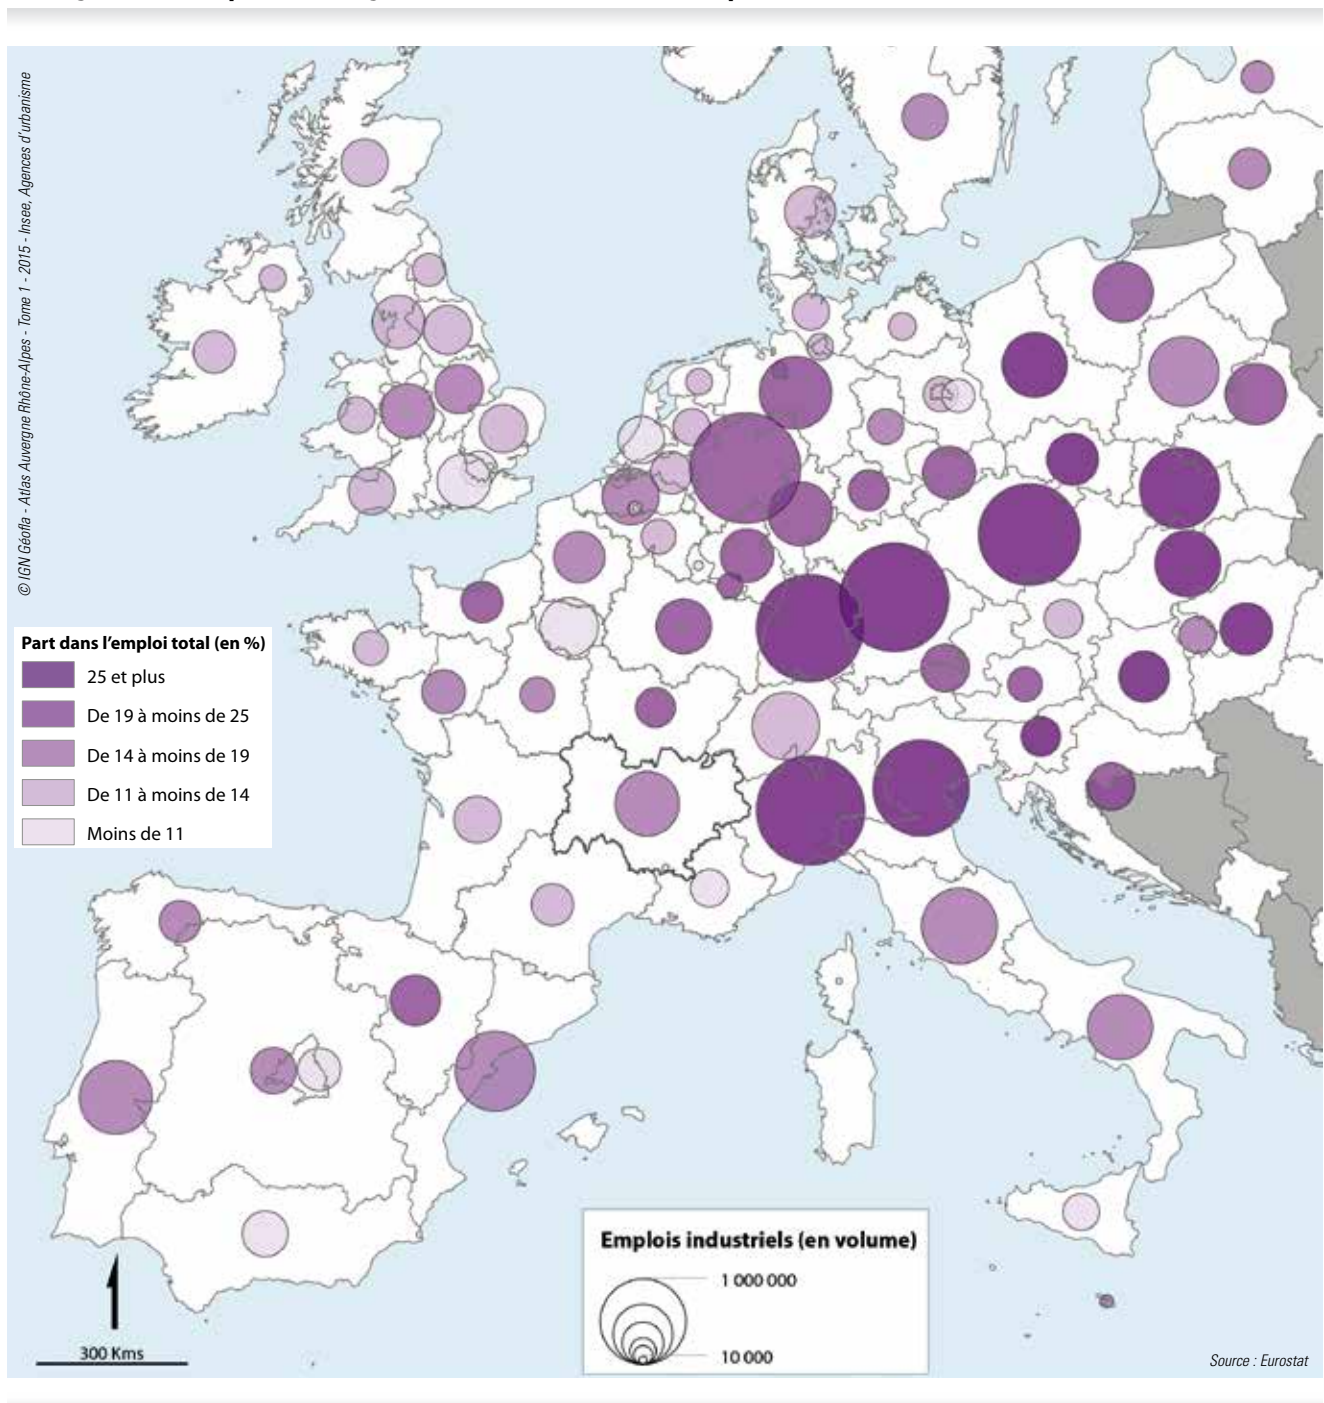 © IGN Géofla - Atlas Auvergne Rhône-Alpes - Tome 1 - 2015 - Insee, Agences d'urbanisme
Part dans l'emploi total (en %)
25 et plus
De 19 à moins de 25
De 14 à moins de 19
De 11 à moins de 14
Moins de 11
Emplois industriels (en volume)
1 000 000
10 000
300 Kms
Source : Eurostat